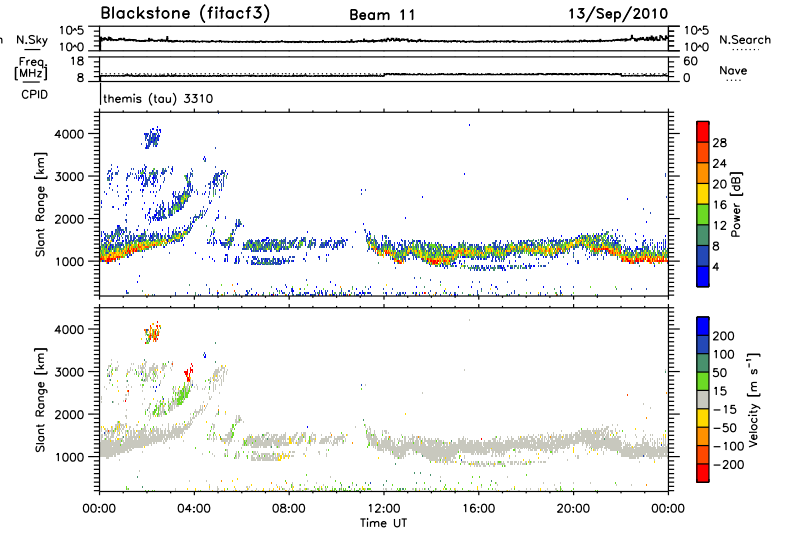 Blackstone (fitacf3)
Beam 11
13/Sep/2010
N.Sky
10^5
10^0
10^5
10^0
N.Search
Freq.
[MHz]
18
8
60
0
Nave
CPID
themis (tau) 3310
Slant Range [km]
4000
3000
2000
1000
28
24
20
16
12
8
4
Power [dB]
Slant Range [km]
4000
3000
2000
1000
200
100
50
15
-15
-50
-100
-200
Velocity [m s⁻¹]
00:00 04:00 08:00 12:00 16:00 20:00 00:00
Time UT